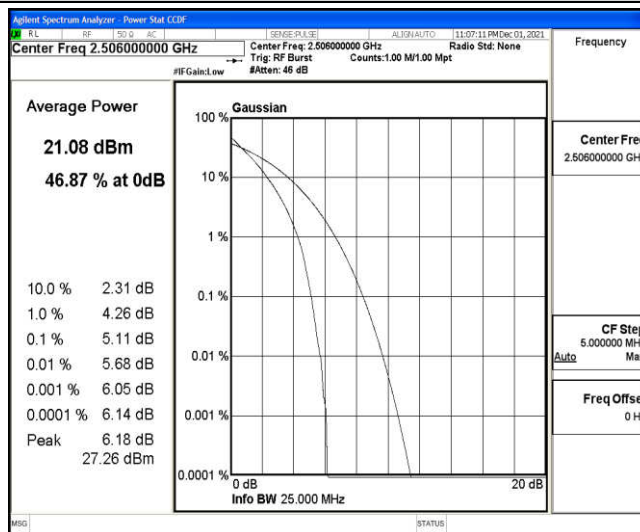 Agilent Spectrum Analyzer - Power Stat CCDF
RL RF 50 Ω AC SENSE:PULSE ALIGN AUTO 11:07:11 PM Dec 01, 2021
Center Freq 2.506000000 GHz
Center Freq: 2.506000000 GHz Radio Std: None
Trig: RF Burst Counts:1.00 M/1.00 Mpt
#IFGain:Low #Atten: 46 dB
Frequency
Average Power
21.08 dBm
46.87 % at 0dB
10.0 % 2.31 dB
1.0 % 4.26 dB
0.1 % 5.11 dB
0.01 % 5.68 dB
0.001 % 6.05 dB
0.0001 % 6.14 dB
Peak 6.18 dB
27.26 dBm
Gaussian
100 %
10 %
1 %
0.1 %
0.01 %
0.001 %
0.0001 %
0 dB 20 dB
Info BW 25.000 MHz
Center Fre
2.506000000 GH
CF Step
5.000000 MH
Auto Ma
Freq Offse
0 H
MSG STATUS